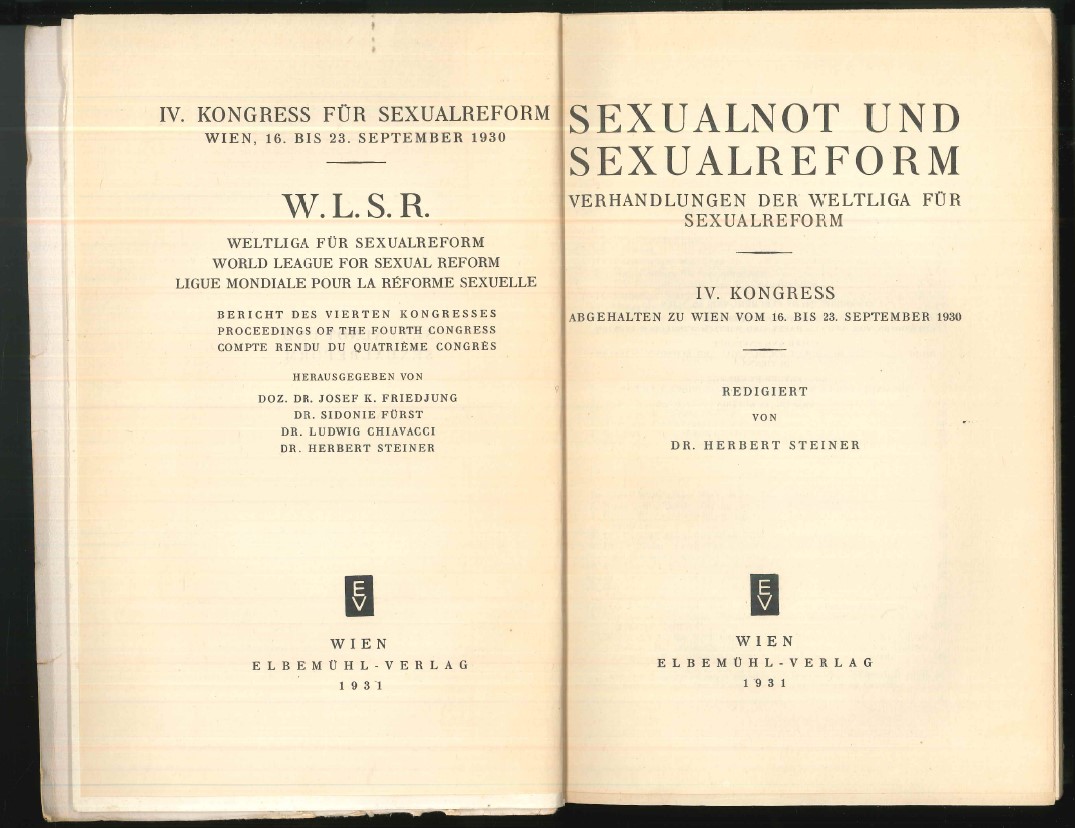 IV. KONGRESS FÜR SEXUALREFORM
WIEN, 16. BIS 23. SEPTEMBER 1930
W. L. S. R.
WELTLIGA FÜR SEXUALREFORM
WORLD LEAGUE FOR SEXUAL REFORM
LIGUE MONDIALE POUR LA RÉFORME SEXUELLE
BERICHT DES VIERTEN KONGRESSES
PROCEEDINGS OF THE FOURTH CONGRESS
COMPTE RENDU DU QUATRIÈME CONGRÈS
HERAUSGEGEBEN VON
DOZ. DR. JOSEF K. FRIEDJUNG
DR. SIDONIE FÜRST
DR. LUDWIG CHIAVACCI
DR. HERBERT STEINER
E
V
WIEN
ELBEMÜHL-VERLAG
1931
SEXUALNOT UND
SEXUALREFORM
VERHANDLUNGEN DER WELTLIGA FÜR
SEXUALREFORM
IV. KONGRESS
ABGEHALTEN ZU WIEN VOM 16. BIS 23. SEPTEMBER 1930
REDIGIERT
VON
DR. HERBERT STEINER
E
V
WIEN
ELBEMÜHL-VERLAG
1931